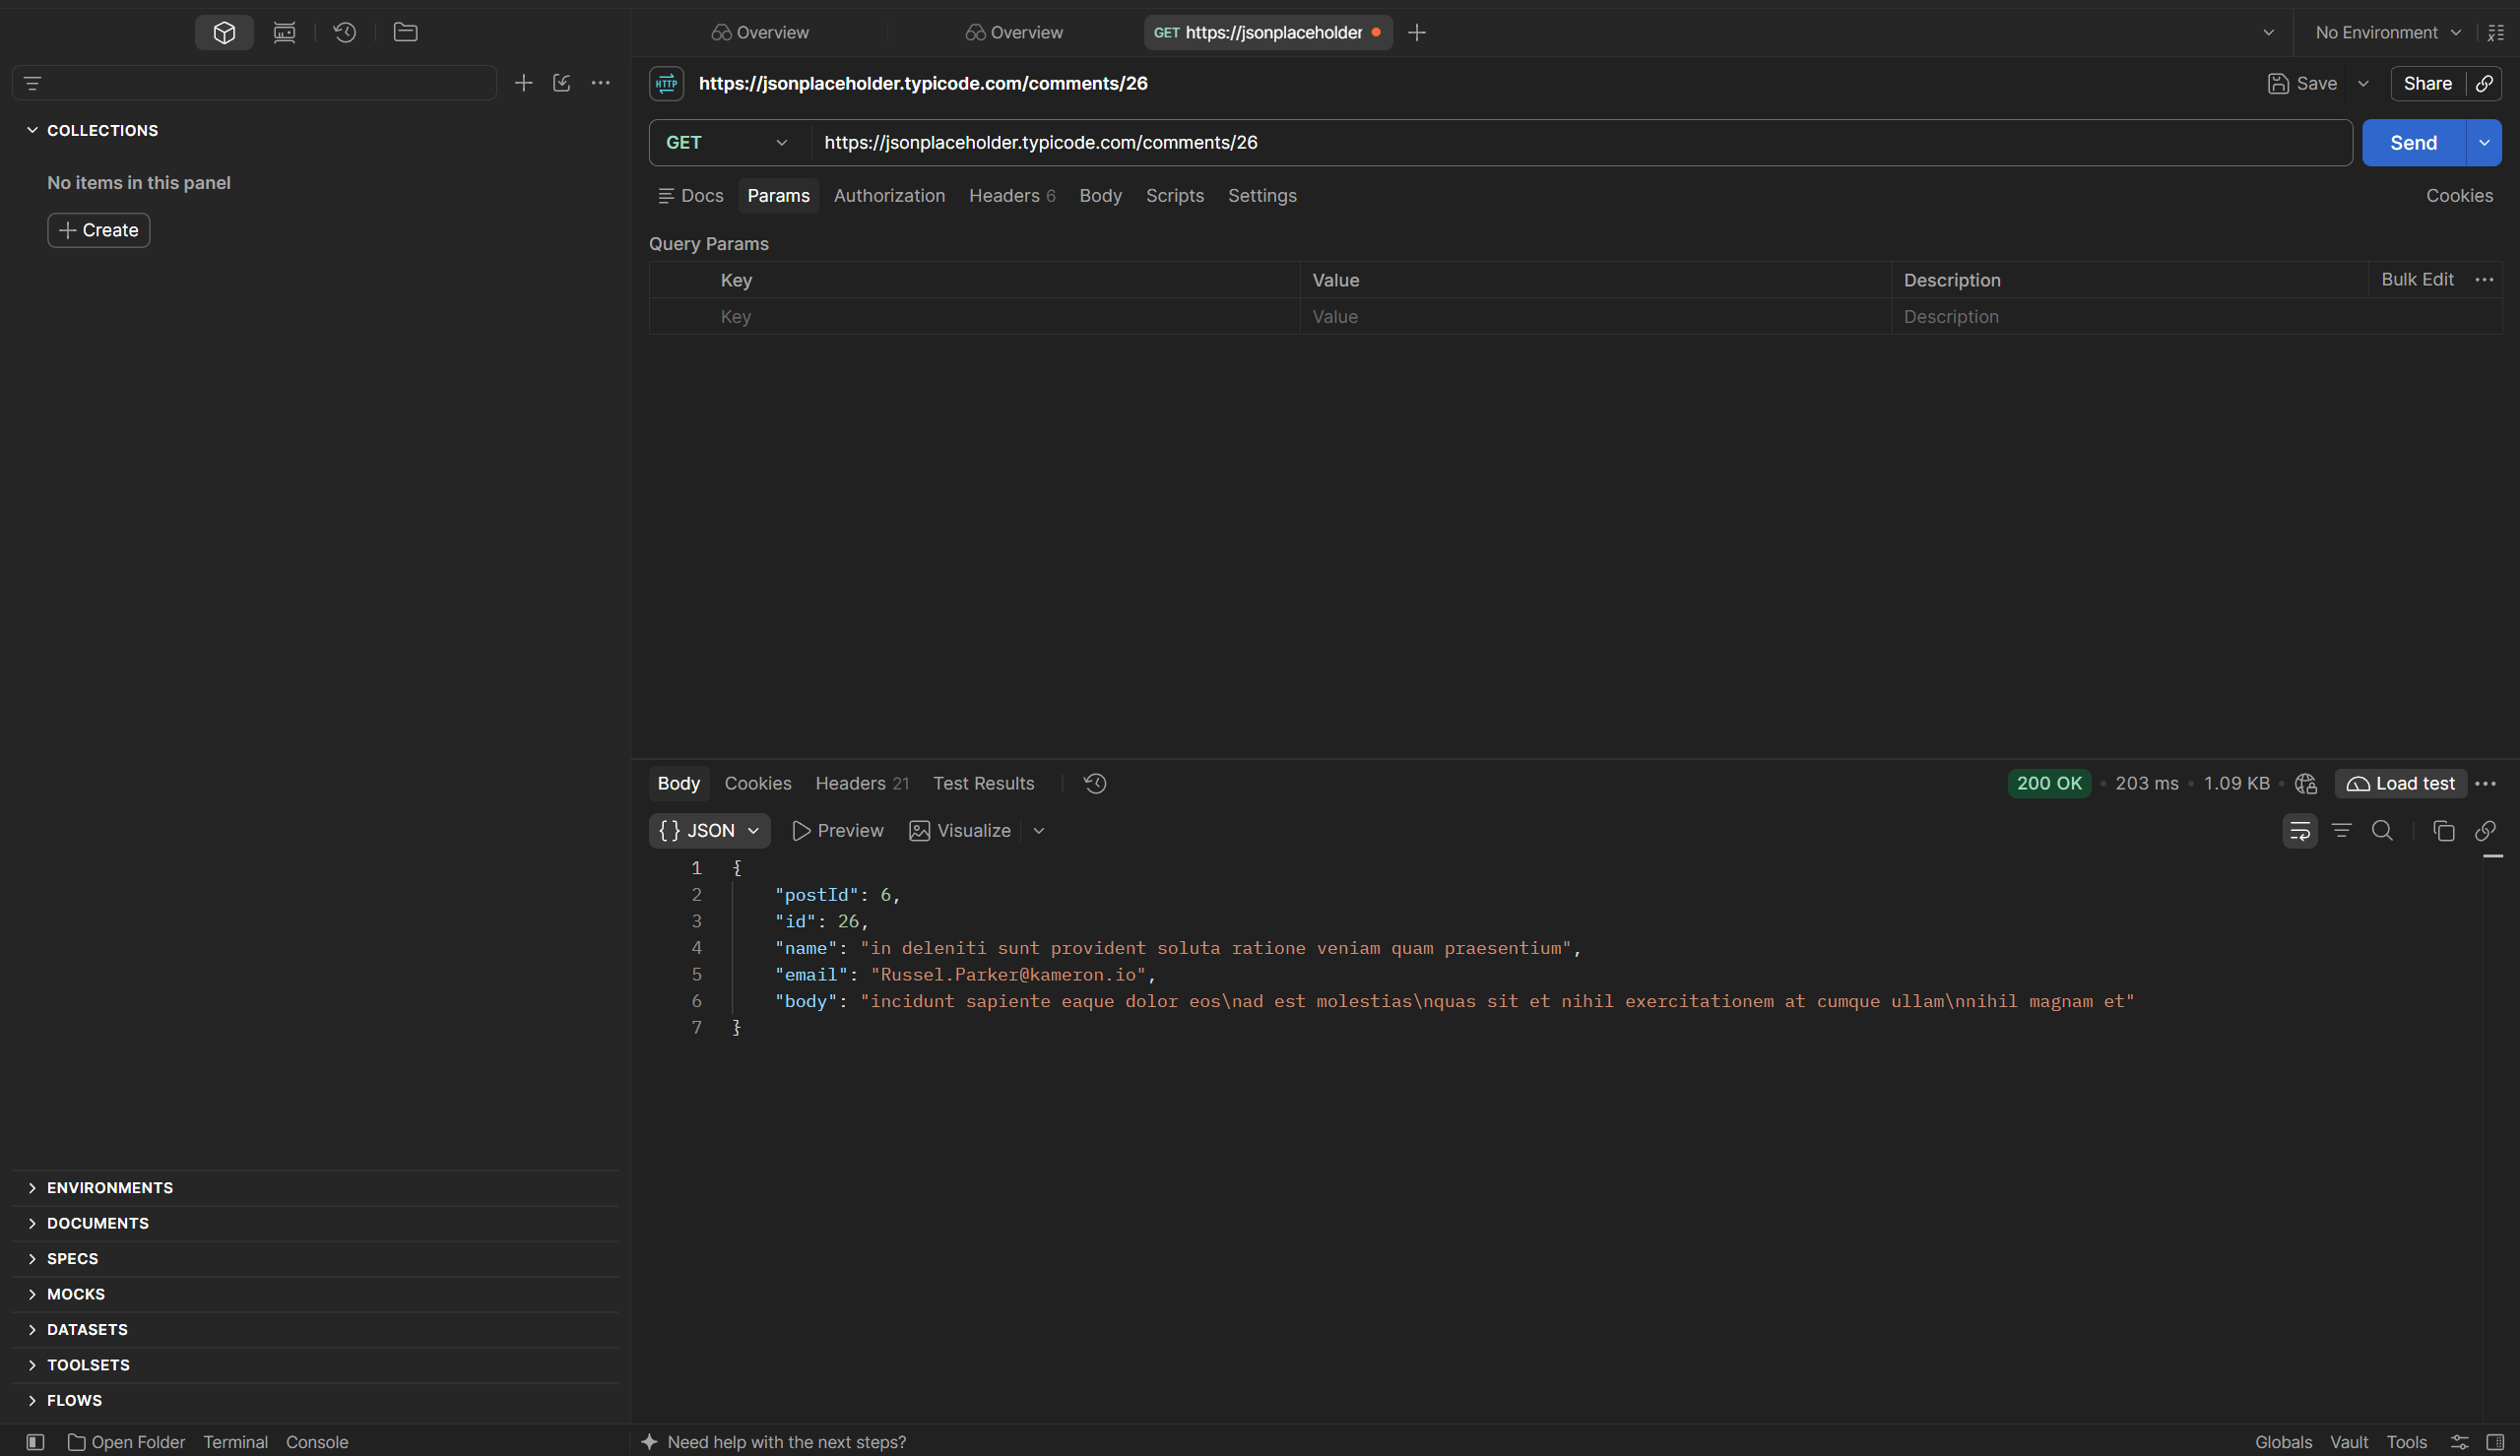 Overview
Overview
GET https://jsonplaceholder
No Environment
COLLECTIONS
No items in this panel
Create
HTTP https://jsonplaceholder.typicode.com/comments/26
Save
Share
GET https://jsonplaceholder.typicode.com/comments/26
Send
Docs Params Authorization Headers 6 Body Scripts Settings
Cookies
Query Params
Key Value Description Bulk Edit
Key Value Description
Body Cookies Headers 21 Test Results
200 OK • 203 ms • 1.09 KB • Load test
{} JSON Preview Visualize
1 {
2 "postId": 6,
3 "id": 26,
4 "name": "in deleniti sunt provident soluta ratione veniam quam praesentium",
5 "email": "Russel.Parker@kameron.io",
6 "body": "incidunt sapiente eaque dolor eos\nad est molestias\nquas sit et nihil exercitationem at cumque ullam\nnihil magnam et"
7 }
ENVIRONMENTS
DOCUMENTS
SPECS
MOCKS
DATASETS
TOOLSETS
FLOWS
Open Folder Terminal Console
Need help with the next steps?
Globals Vault Tools